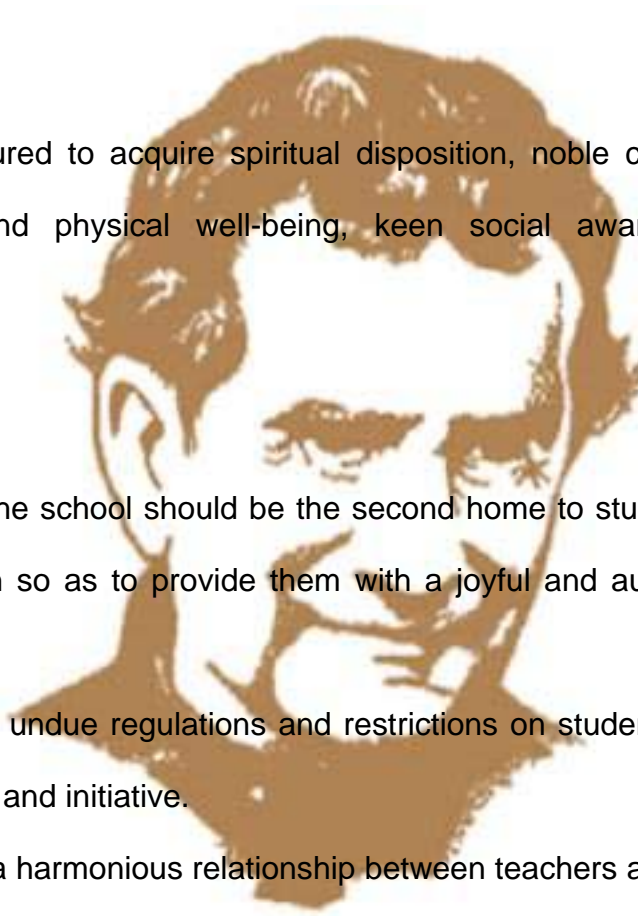 ured to acquire spiritual disposition, noble
nd physical well-being, keen social awar
he school should be the second home to stu
so as to provide them with a joyful and au
undue regulations and restrictions on studen
and initiative.
a harmonious relationship between teachers a